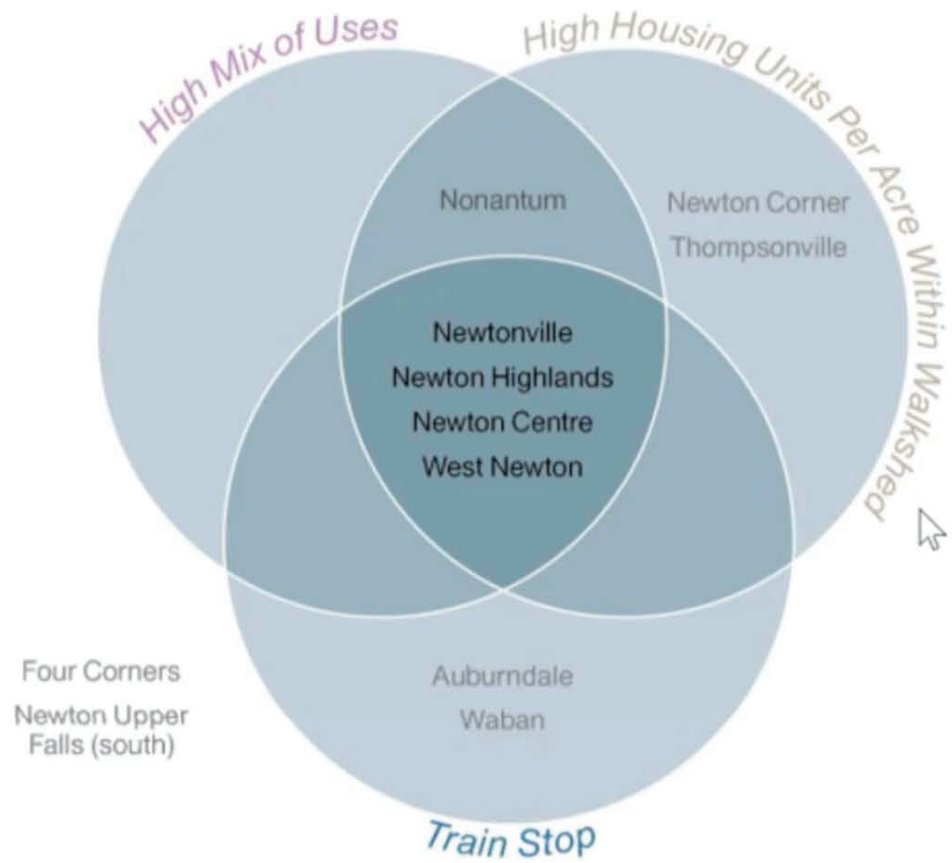 High Mix of Uses
High Housing Units Per Acre Within Walkshed
Nonantum
Newton Corner
Thompsonville
Newtonville
Newton Highlands
Newton Centre
West Newton
Four Corners
Newton Upper
Falls (south)
Auburndale
Waban
Train Stop